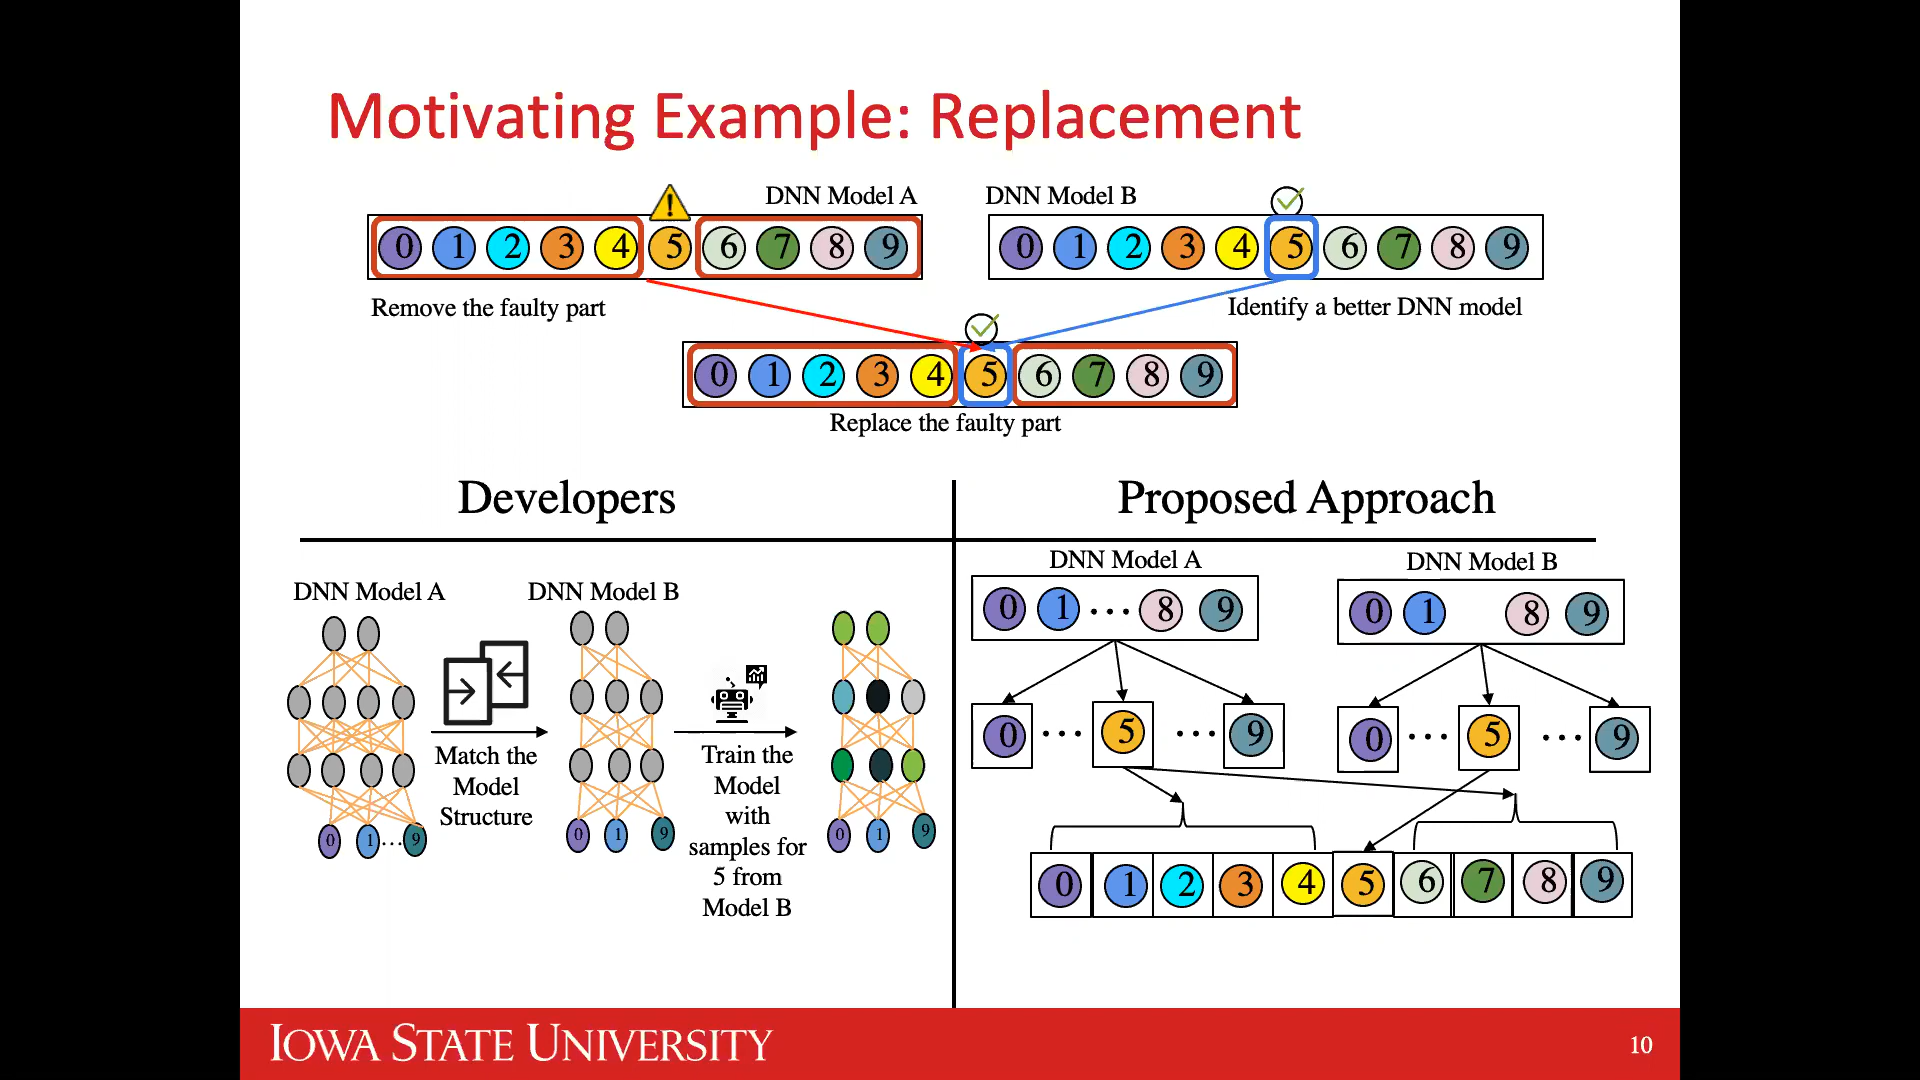 Motivating Example: Replacement
DNN Model A
DNN Model B
0 1 2 3 4 5 6 7 8 9
0 1 2 3 4 5 6 7 8 9
Remove the faulty part
Identify a better DNN model
0 1 2 3 4 5 6 7 8 9
Replace the faulty part
Developers
DNN Model A
DNN Model B
Match the
Model
Structure
Train the
Model
with
samples for
5 from
Model B
0 1 ... 9
0 1 9
0 1 9
Proposed Approach
DNN Model A
DNN Model B
0 1 ... 8 9
0 1 8 9
0 ... 5 ... 9
0 ... 5 ... 9
0 1 2 3 4 5 6 7 8 9
IOWA STATE UNIVERSITY
10